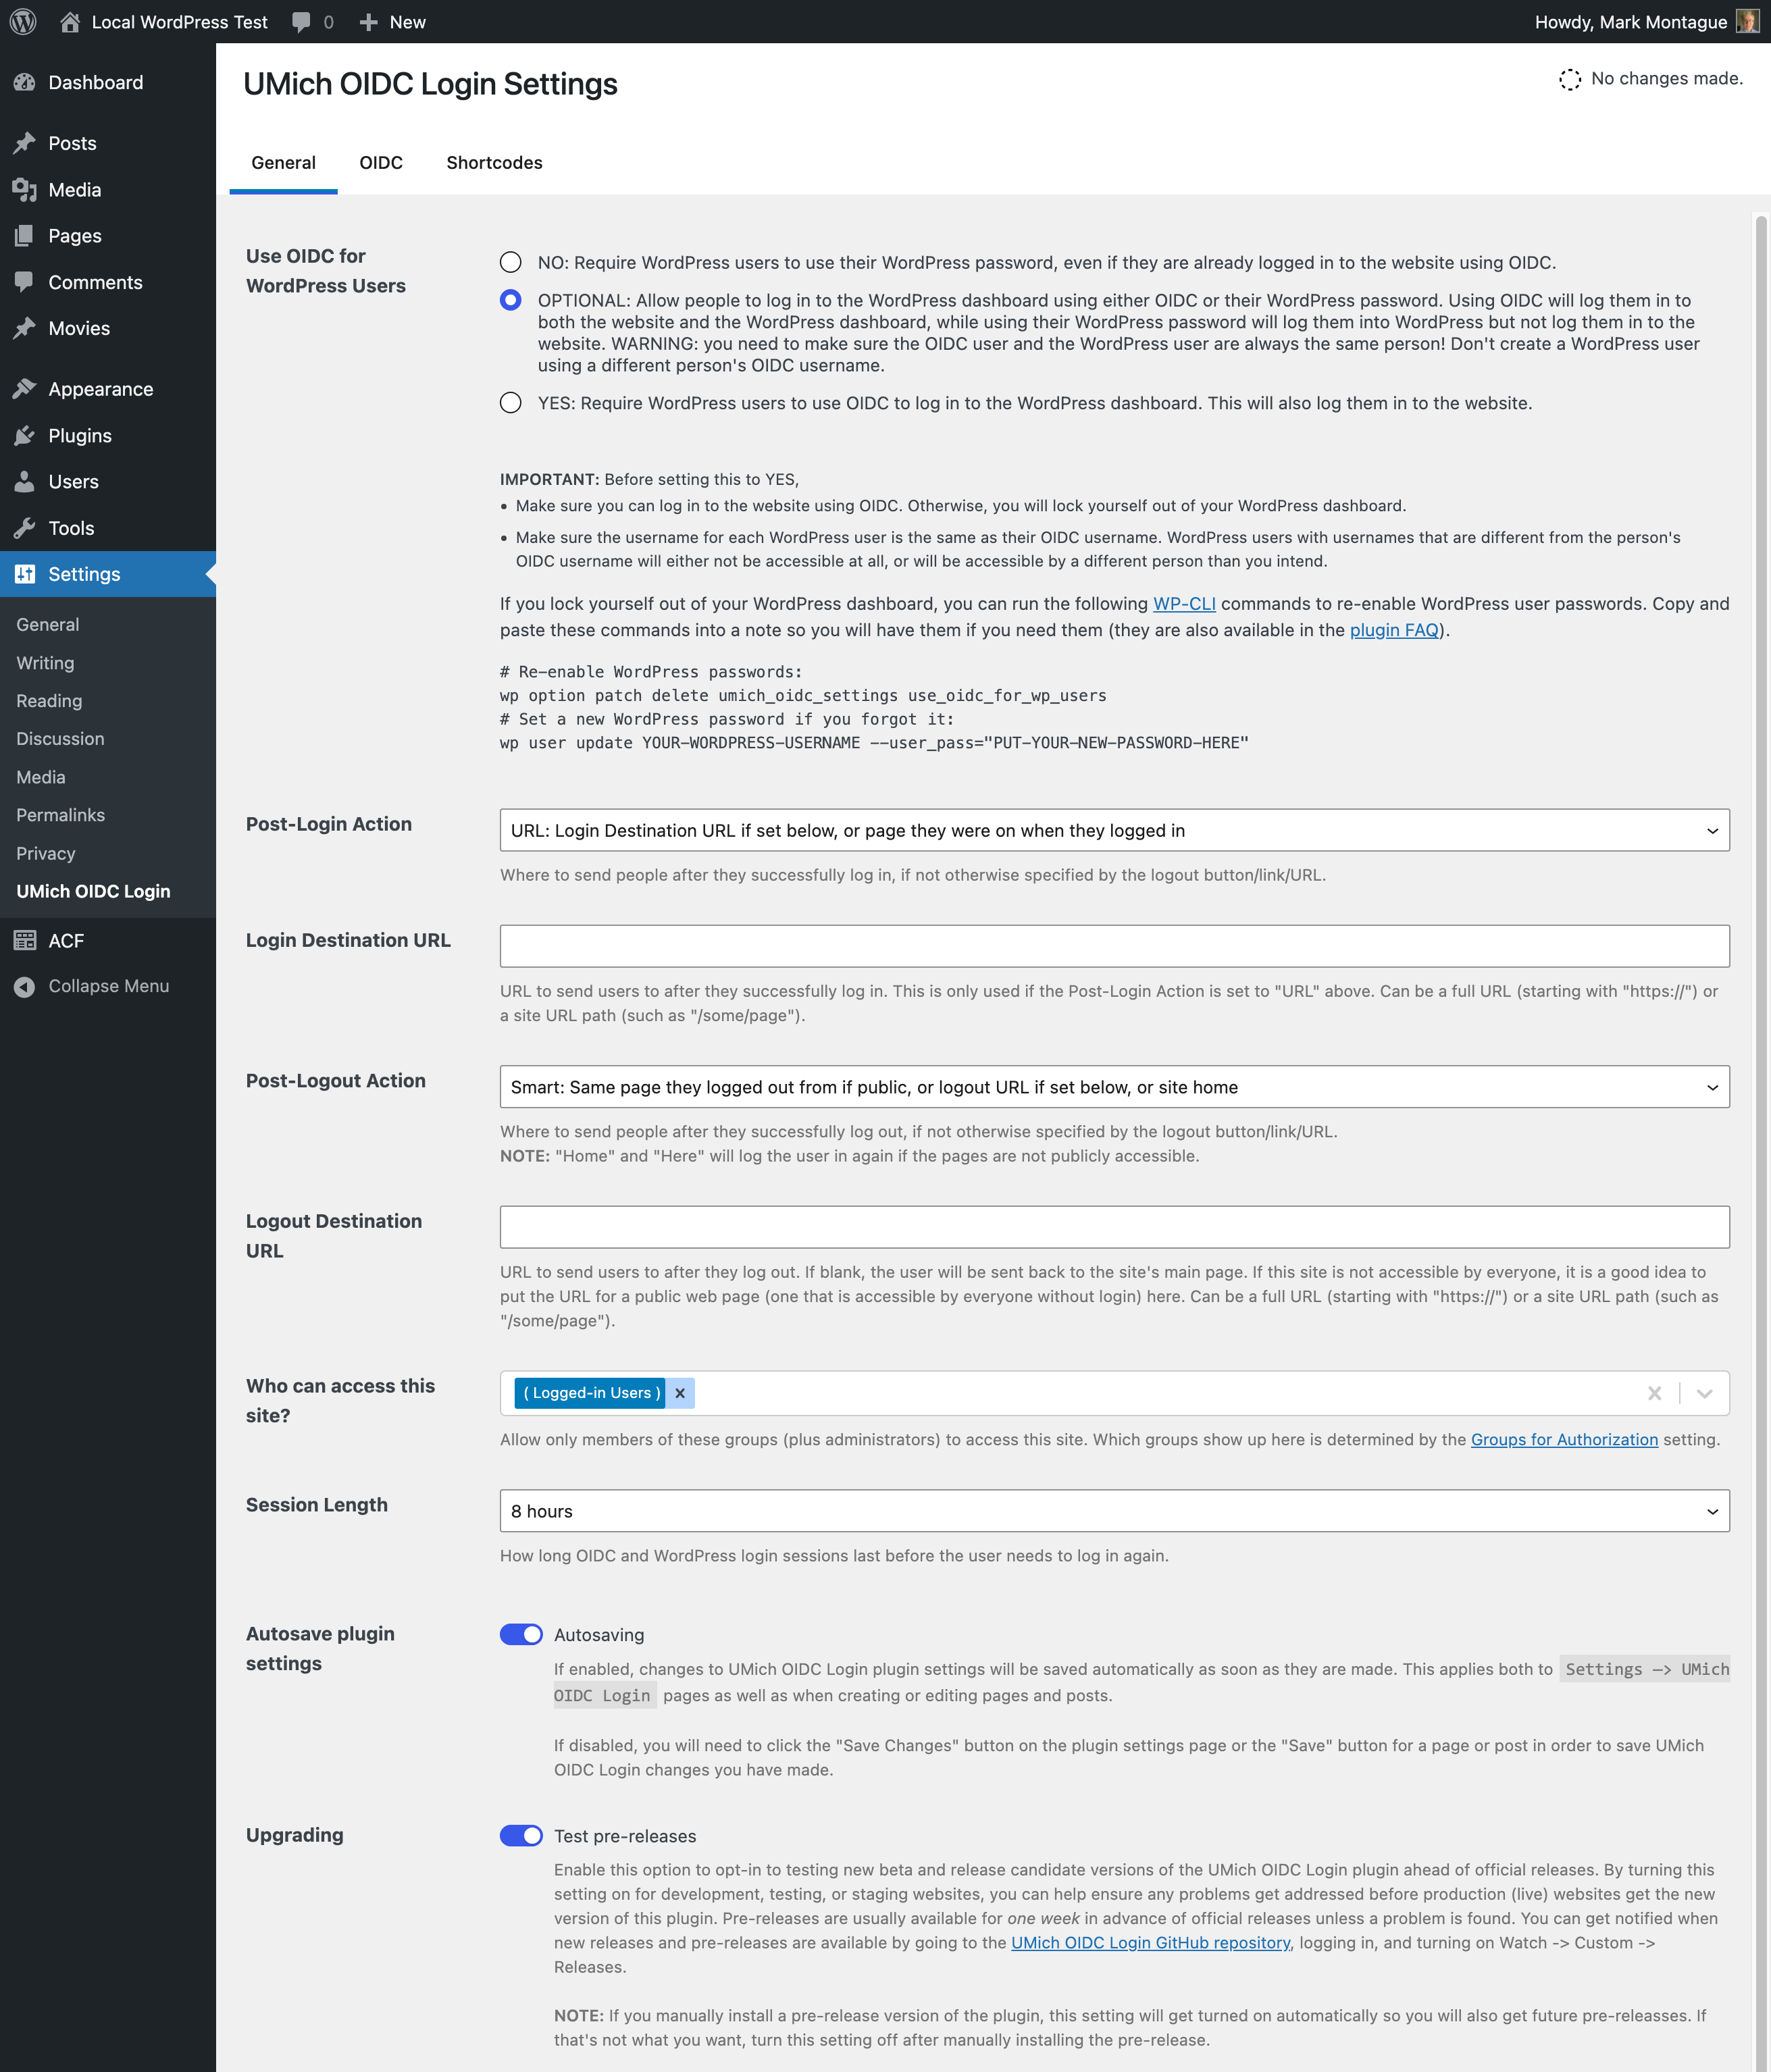 Local WordPress Test 0 New Howdy, Mark Montague
Dashboard
Posts
Media
Pages
Comments
Movies
Appearance
Plugins
Users
Tools
Settings
General
Writing
Reading
Discussion
Media
Permalinks
Privacy
UMich OIDC Login
ACF
Collapse Menu
UMich OIDC Login Settings
No changes made.
General OIDC Shortcodes
Use OIDC for
WordPress Users
NO: Require WordPress users to use their WordPress password, even if they are already logged in to the website using OIDC.
OPTIONAL: Allow people to log in to the WordPress dashboard using either OIDC or their WordPress password. Using OIDC will log them in to
both the website and the WordPress dashboard, while using their WordPress password will log them into WordPress but not log them in to the
website. WARNING: you need to make sure the OIDC user and the WordPress user are always the same person! Don't create a WordPress user
using a different person's OIDC username.
YES: Require WordPress users to use OIDC to log in to the WordPress dashboard. This will also log them in to the website.
IMPORTANT: Before setting this to YES,
• Make sure you can log in to the website using OIDC. Otherwise, you will lock yourself out of your WordPress dashboard.
• Make sure the username for each WordPress user is the same as their OIDC username. WordPress users with usernames that are different from the person's
OIDC username will either not be accessible at all, or will be accessible by a different person than you intend.
If you lock yourself out of your WordPress dashboard, you can run the following WP-CLI commands to re-enable WordPress user passwords. Copy and
paste these commands into a note so you will have them if you need them (they are also available in the plugin FAQ).
# Re-enable WordPress passwords:
wp option patch delete umich_oidc_settings use_oidc_for_wp_users
# Set a new WordPress password if you forgot it:
wp user update YOUR-WORDPRESS-USERNAME --user_pass="PUT-YOUR-NEW-PASSWORD-HERE"
Post-Login Action
URL: Login Destination URL if set below, or page they were on when they logged in
Where to send people after they successfully log in, if not otherwise specified by the logout button/link/URL.
Login Destination URL
URL to send users to after they successfully log in. This is only used if the Post-Login Action is set to "URL" above. Can be a full URL (starting with "https://") or
a site URL path (such as "/some/page").
Post-Logout Action
Smart: Same page they logged out from if public, or logout URL if set below, or site home
Where to send people after they successfully log out, if not otherwise specified by the logout button/link/URL.
NOTE: "Home" and "Here" will log the user in again if the pages are not publicly accessible.
Logout Destination
URL
URL to send users to after they log out. If blank, the user will be sent back to the site's main page. If this site is not accessible by everyone, it is a good idea to
put the URL for a public web page (one that is accessible by everyone without login) here. Can be a full URL (starting with "https://") or a site URL path (such as
"/some/page").
Who can access this
site?
( Logged-in Users )
Allow only members of these groups (plus administrators) to access this site. Which groups show up here is determined by the Groups for Authorization setting.
Session Length
8 hours
How long OIDC and WordPress login sessions last before the user needs to log in again.
Autosave plugin
settings
Autosaving
If enabled, changes to UMich OIDC Login plugin settings will be saved automatically as soon as they are made. This applies both to Settings —> UMich
OIDC Login pages as well as when creating or editing pages and posts.
If disabled, you will need to click the "Save Changes" button on the plugin settings page or the "Save" button for a page or post in order to save UMich
OIDC Login changes you have made.
Upgrading
Test pre-releases
Enable this option to opt-in to testing new beta and release candidate versions of the UMich OIDC Login plugin ahead of official releases. By turning this
setting on for development, testing, or staging websites, you can help ensure any problems get addressed before production (live) websites get the new
version of this plugin. Pre-releases are usually available for one week in advance of official releases unless a problem is found. You can get notified when
new releases and pre-releases are available by going to the UMich OIDC Login GitHub repository, logging in, and turning on Watch -> Custom ->
Releases.
NOTE: If you manually install a pre-release version of the plugin, this setting will get turned on automatically so you will also get future pre-releasses. If
that's not what you want, turn this setting off after manually installing the pre-release.